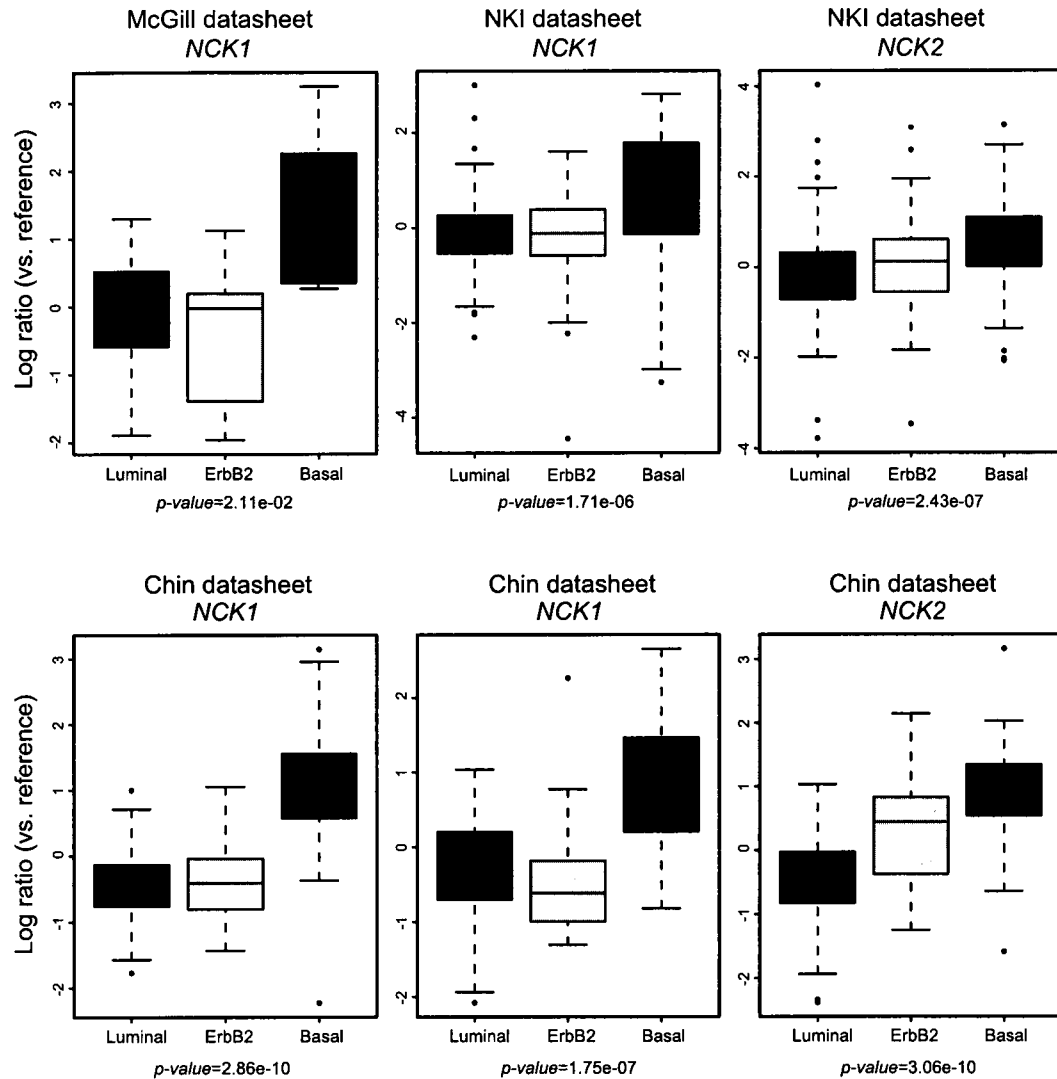 McGill datasheet
NCK1
NKI datasheet
NCK1
NKI datasheet
NCK2
Log ratio (vs. reference)
3
2
1
0
-1
-2
2
0
-2
-4
4
2
0
-2
-4
Luminal ErbB2 Basal
Luminal ErbB2 Basal
Luminal ErbB2 Basal
p-value=2.11e-02
p-value=1.71e-06
p-value=2.43e-07
Chin datasheet
NCK1
Chin datasheet
NCK1
Chin datasheet
NCK2
Log ratio (vs. reference)
3
2
1
-0
-1
-2
2
1
0
-1
-2
3
2
1
0
-1
-2
Luminal ErbB2 Basal
Luminal ErbB2 Basal
Luminal ErbB2 Basal
p-value=2.86e-10
p-value=1.75e-07
p-value=3.06e-10